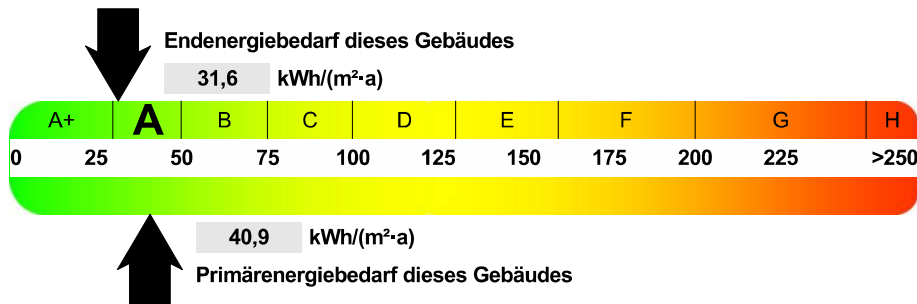 Endenergiebedarf dieses Gebäudes
31,6 kWh/(m²·a)
A+ A B C D E F G H
0 25 50 75 100 125 150 175 200 225 >250
40,9 kWh/(m²·a)
Primärenergiebedarf dieses Gebäudes